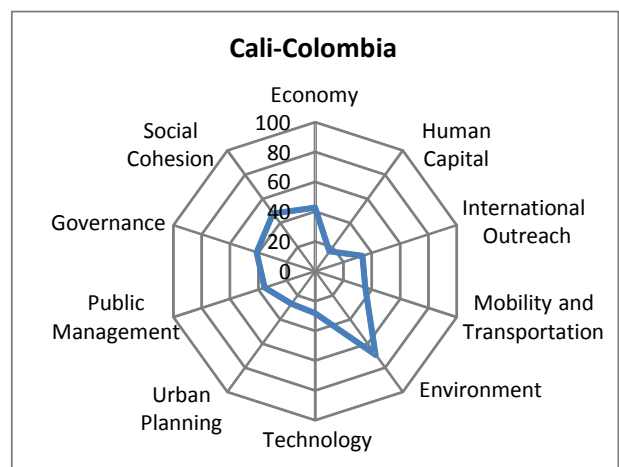 Cali-Colombia
Economy
Human
Capital
International
Outreach
Mobility and
Transportation
Environment
Technology
Urban
Planning
Public
Management
Governance
Social
Cohesion
100
80
60
40
20
0